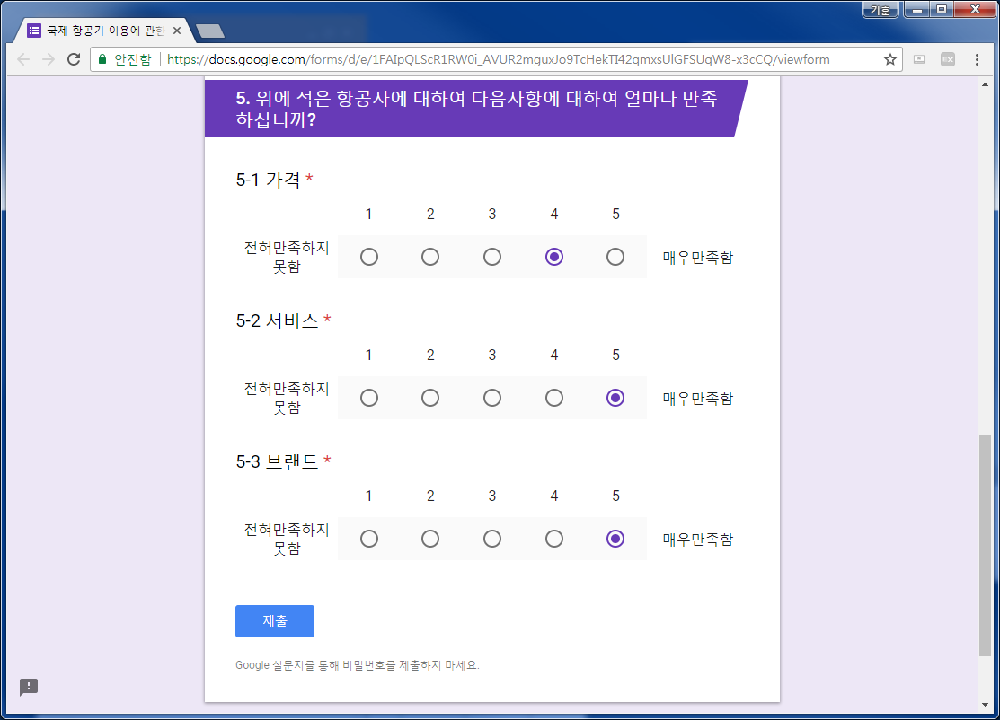 기훈
국제 항공기 이용에 관한
안전함
https://docs.google.com/forms/d/e/1FAIpQLScR1RW0i_AVUR2mguxJo9TcHekTI42qmxsUlGFSUqW8-x3cCQ/viewform
5. 위에 적은 항공사에 대하여 다음사항에 대하여 얼마나 만족
하십니까?
5-1 가격 *
1 2 3 4 5
전혀만족하지
못함
매우만족함
5-2 서비스 *
1 2 3 4 5
전혀만족하지
못함
매우만족함
5-3 브랜드 *
1 2 3 4 5
전혀만족하지
못함
매우만족함
제출
Google 설문지를 통해 비밀번호를 제출하지 마세요.